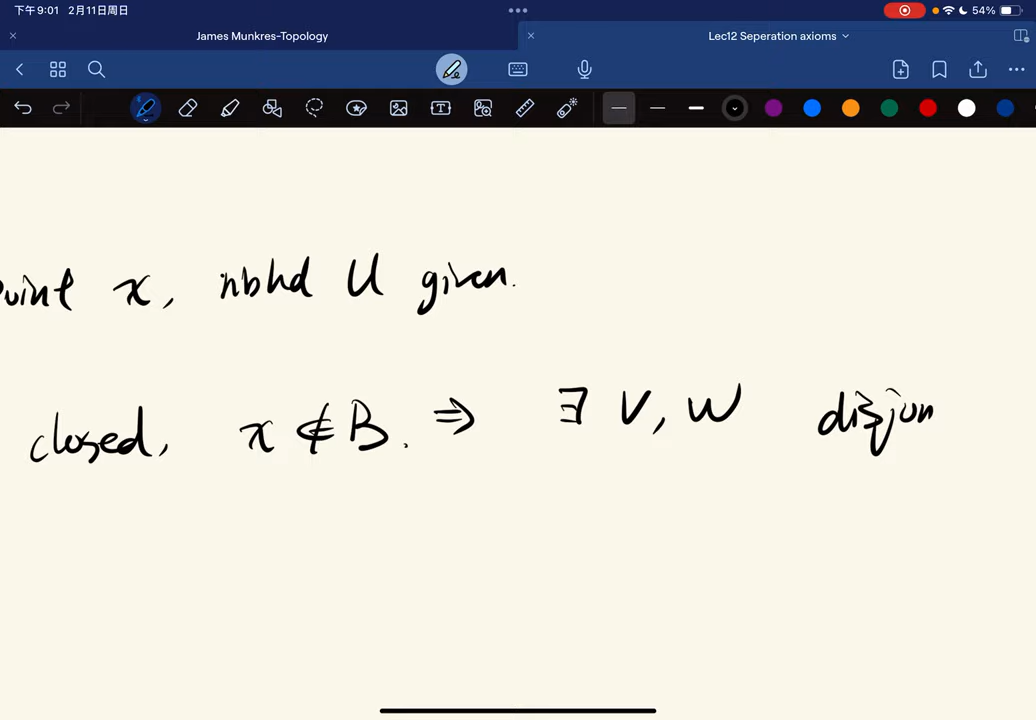 下午9:01 2月11日周日
54%
James Munkres-Topology
Lec12 Seperation axioms
point x, nbhd U given.
closed, x ∉ B. ⇒ ∃ V, W disjoin